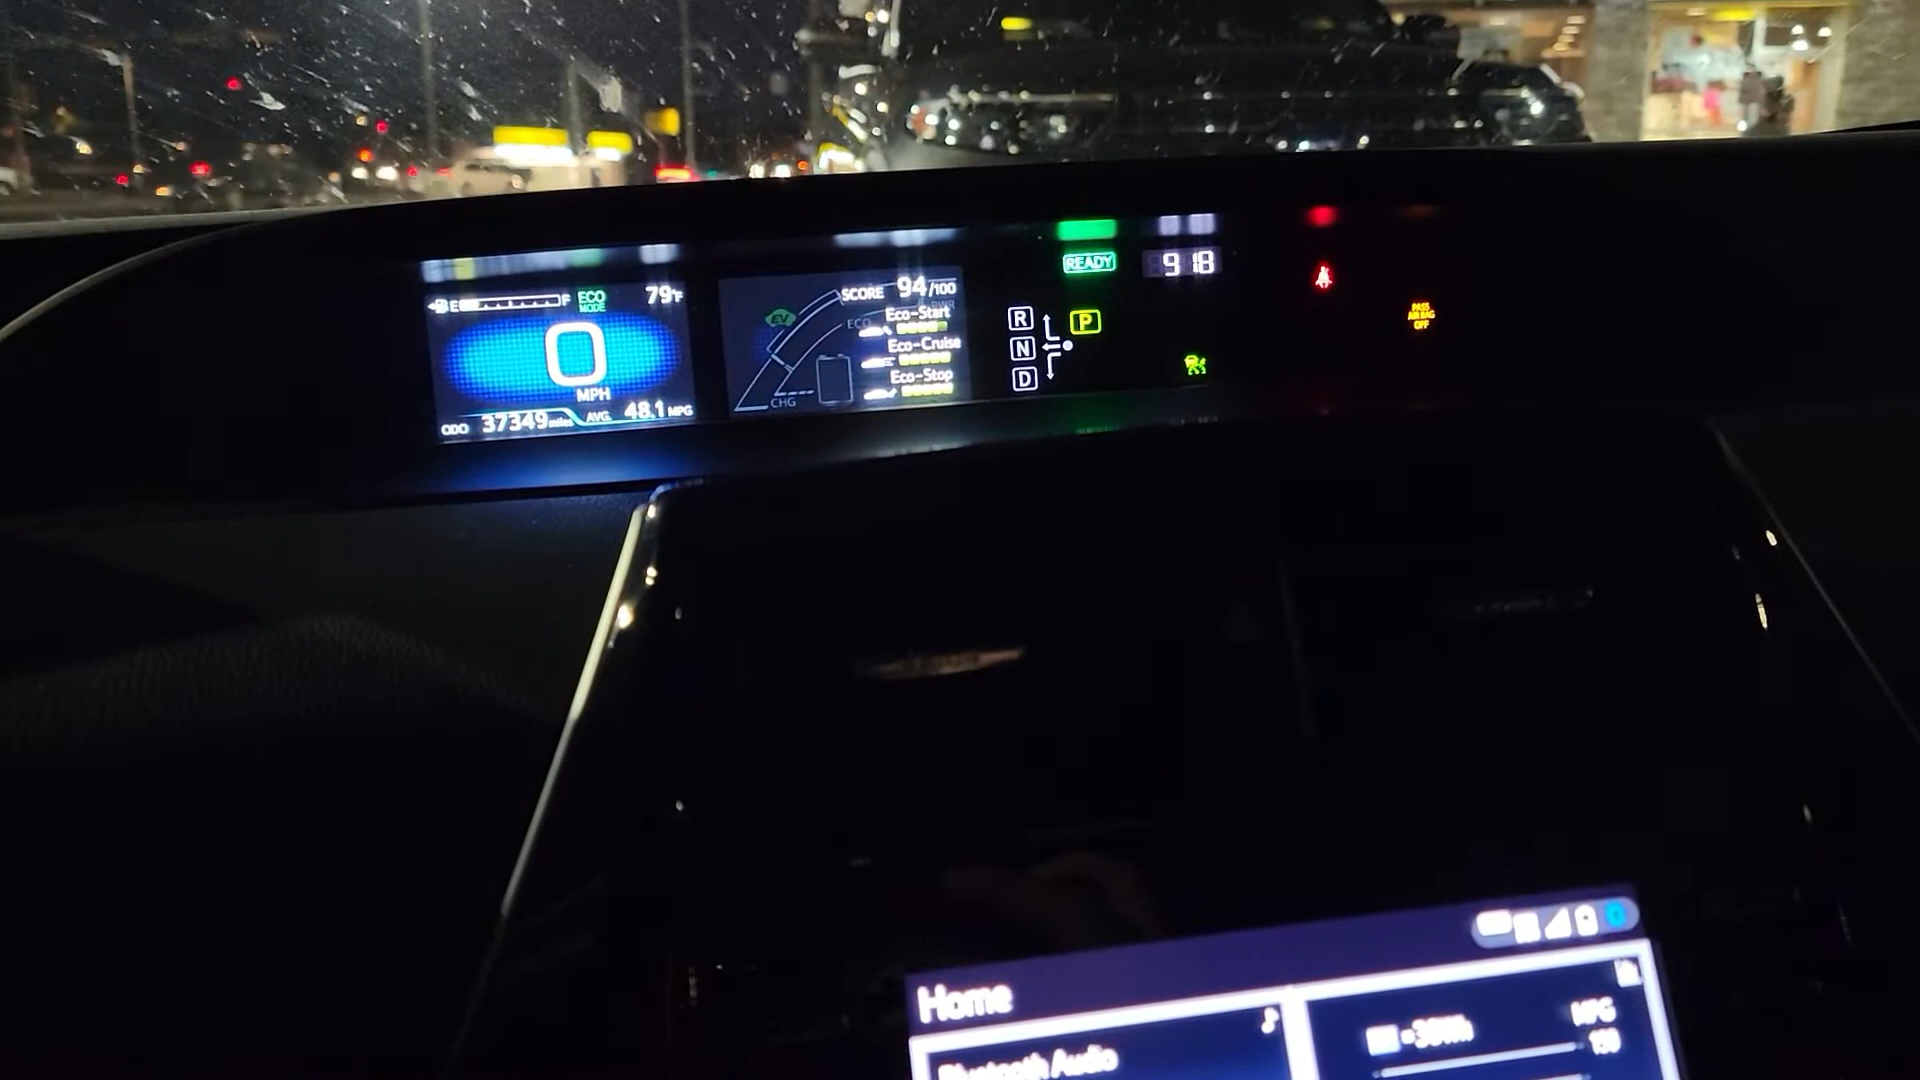 E F ECO MODE 79°F
0
MPH
ODO 37349 miles AVG. 48.1 MPG
SCORE 94/100
EV
ECO PWR
Eco-Start
Eco-Cruise
Eco-Stop
CHG
READY 9 18
R P
N
D
PASS
AIR BAG
OFF
Home
Bluetooth Audio
MPG